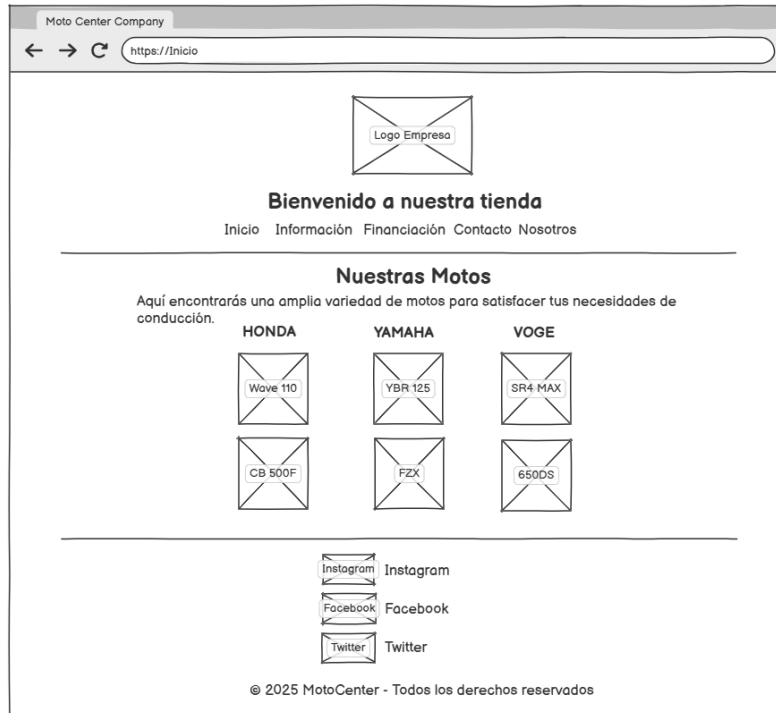 Moto Center Company
https://Inicio
Logo Empresa
Bienvenido a nuestra tienda
Inicio Información Financiación Contacto Nosotros
Nuestras Motos
Aquí encontrarás una amplia variedad de motos para satisfacer tus necesidades de
conducción.
HONDA YAMAHA VOGE
Wave 110 YBR 125 SR4 MAX
CB 500F FZX 650DS
Instagram Instagram
Facebook Facebook
Twitter Twitter
© 2025 MotoCenter - Todos los derechos reservados